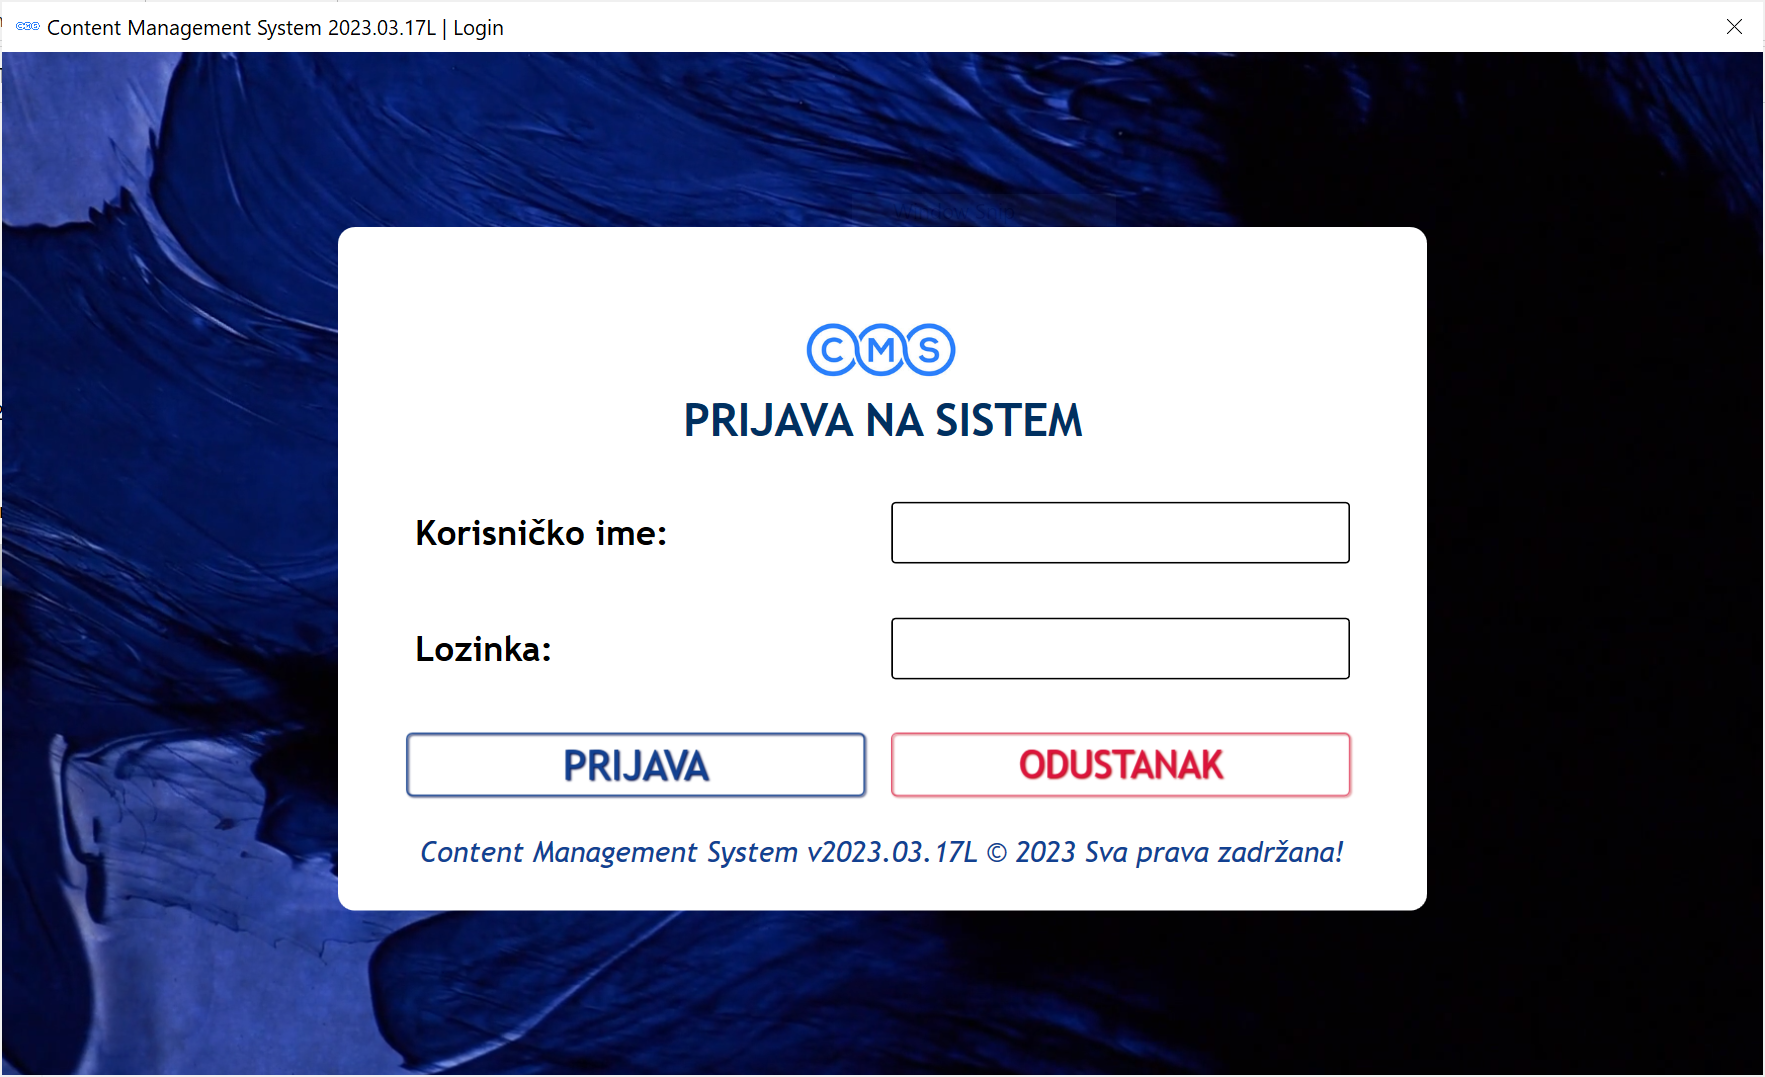 Content Management System 2023.03.17L | Login
CMS
PRIJAVA NA SISTEM
Korisničko ime:
Lozinka:
PRIJAVA
ODUSTANAK
Content Management System v2023.03.17L © 2023 Sva prava zadržana!